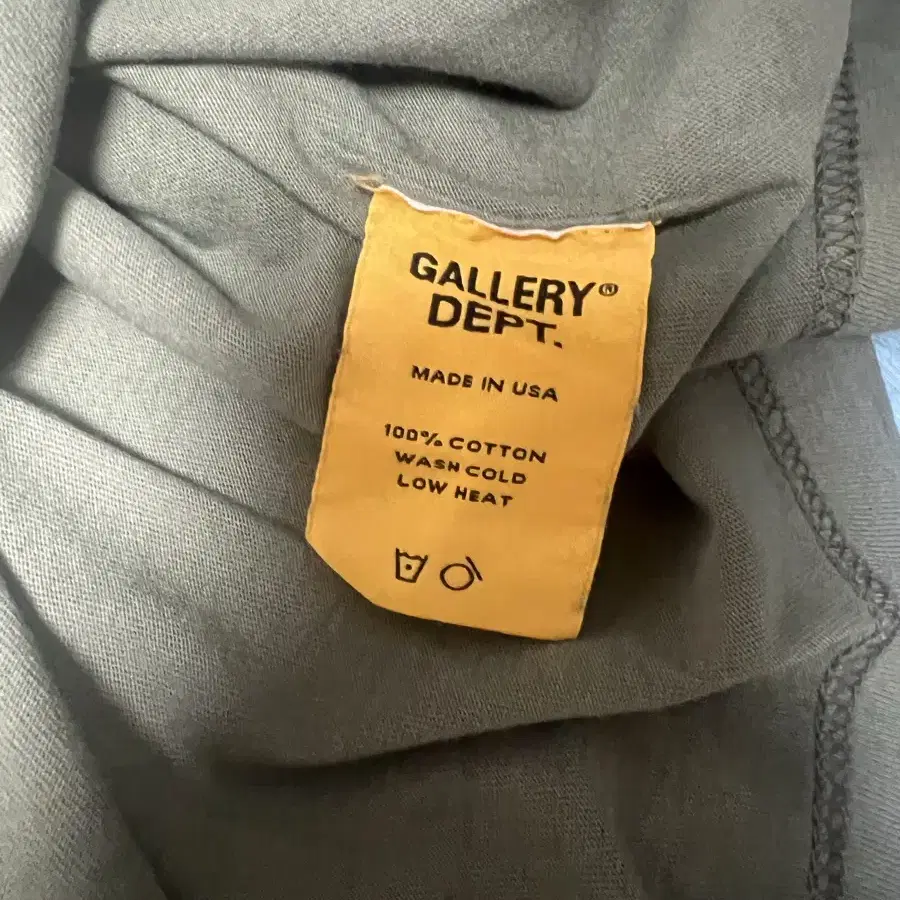 GALLERY®
DEPT.
MADE IN USA
100% COTTON
WASH COLD
LOW HEAT